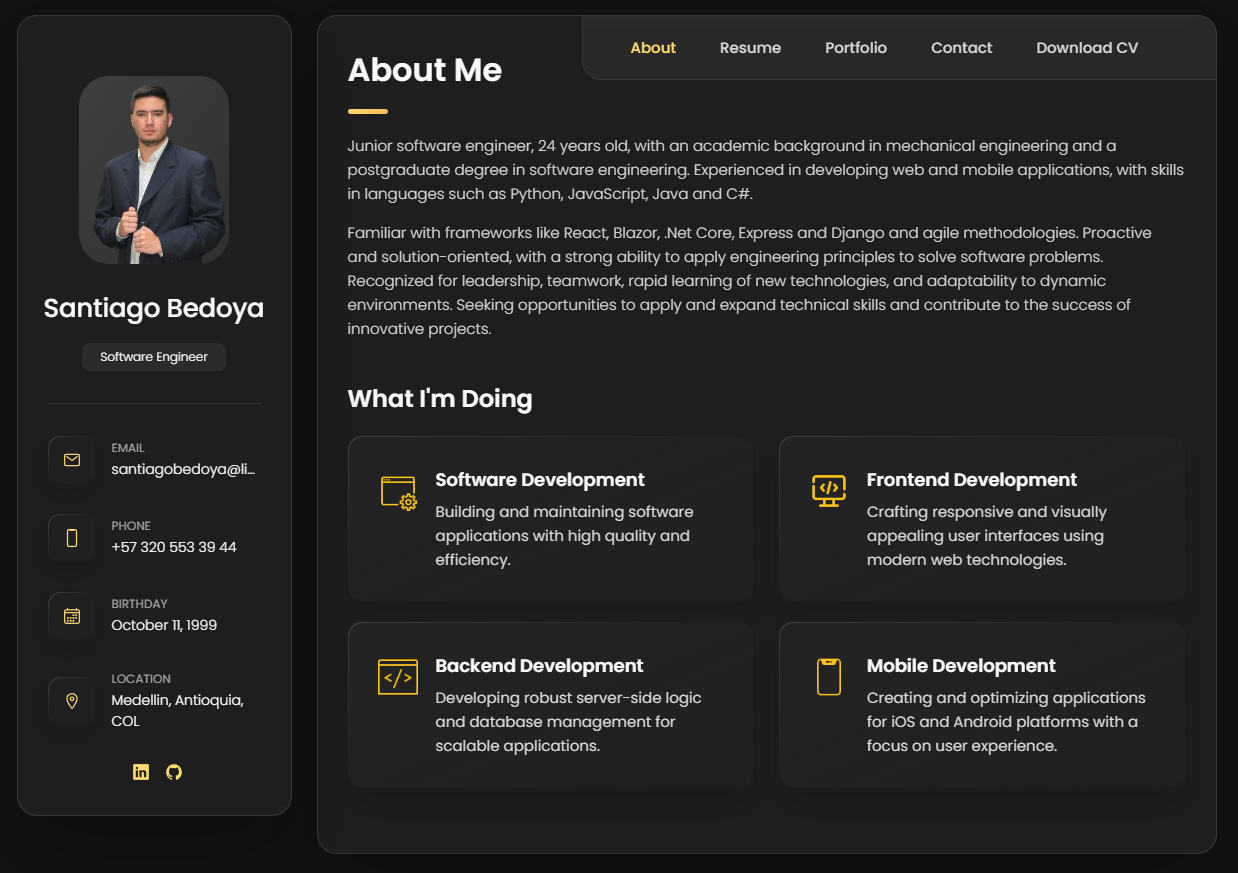 Santiago Bedoya
Software Engineer
EMAIL
santiagobedoya@li...
PHONE
+57 320 553 39 44
BIRTHDAY
October 11, 1999
LOCATION
Medellin, Antioquia,
COL
About
Resume
Portfolio
Contact
Download CV
About Me
Junior software engineer, 24 years old, with an academic background in mechanical engineering and a
postgraduate degree in software engineering. Experienced in developing web and mobile applications, with skills
in languages such as Python, JavaScript, Java and C#.
Familiar with frameworks like React, Blazor, .Net Core, Express and Django and agile methodologies. Proactive
and solution-oriented, with a strong ability to apply engineering principles to solve software problems.
Recognized for leadership, teamwork, rapid learning of new technologies, and adaptability to dynamic
environments. Seeking opportunities to apply and expand technical skills and contribute to the success of
innovative projects.
What I'm Doing
Software Development
Building and maintaining software
applications with high quality and
efficiency.
Frontend Development
Crafting responsive and visually
appealing user interfaces using
modern web technologies.
Backend Development
Developing robust server-side logic
and database management for
scalable applications.
Mobile Development
Creating and optimizing applications
for iOS and Android platforms with a
focus on user experience.